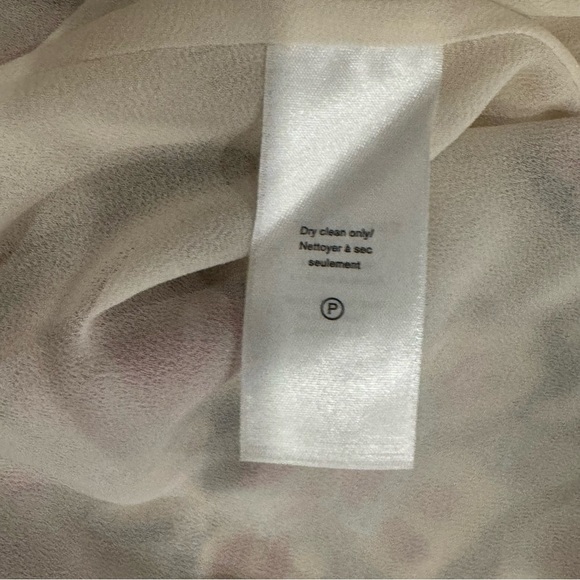 Dry clean only/
Nettoyer à sec
seulement
P